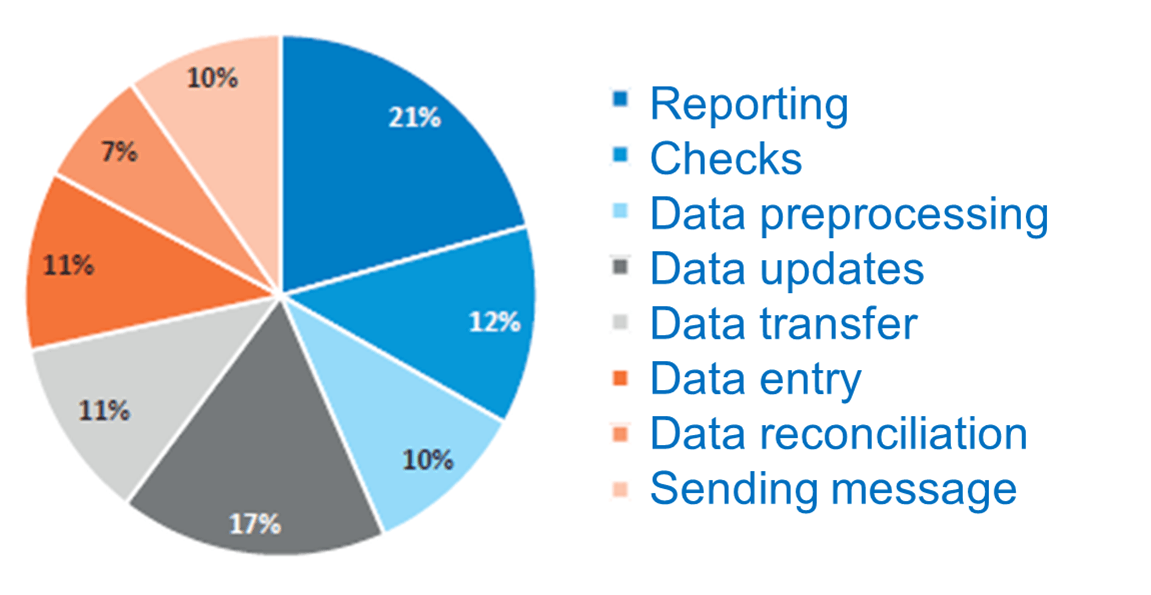 10%
21%
7%
11%
12%
11%
10%
17%
Reporting
Checks
Data preprocessing
Data updates
Data transfer
Data entry
Data reconciliation
Sending message